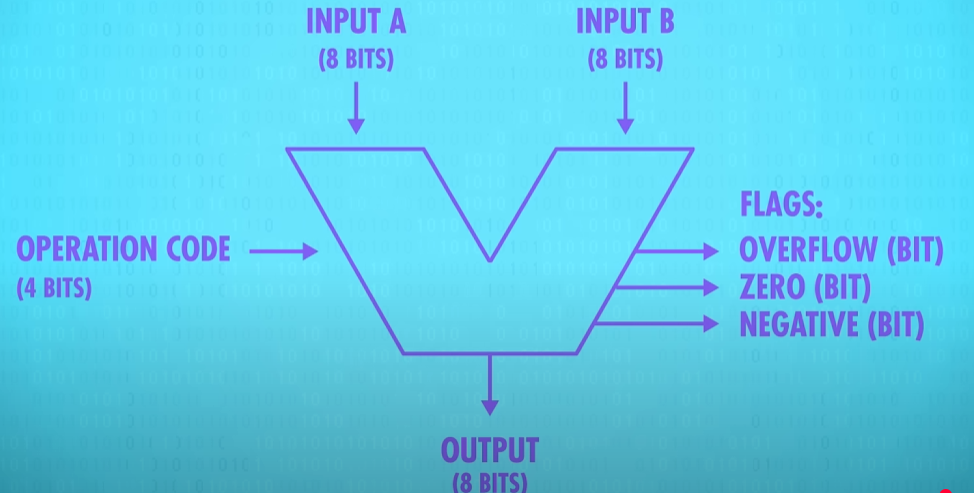 INPUT A
(8 BITS)
INPUT B
(8 BITS)
OPERATION CODE
(4 BITS)
FLAGS:
OVERFLOW (BIT)
ZERO (BIT)
NEGATIVE (BIT)
OUTPUT
(8 BITS)